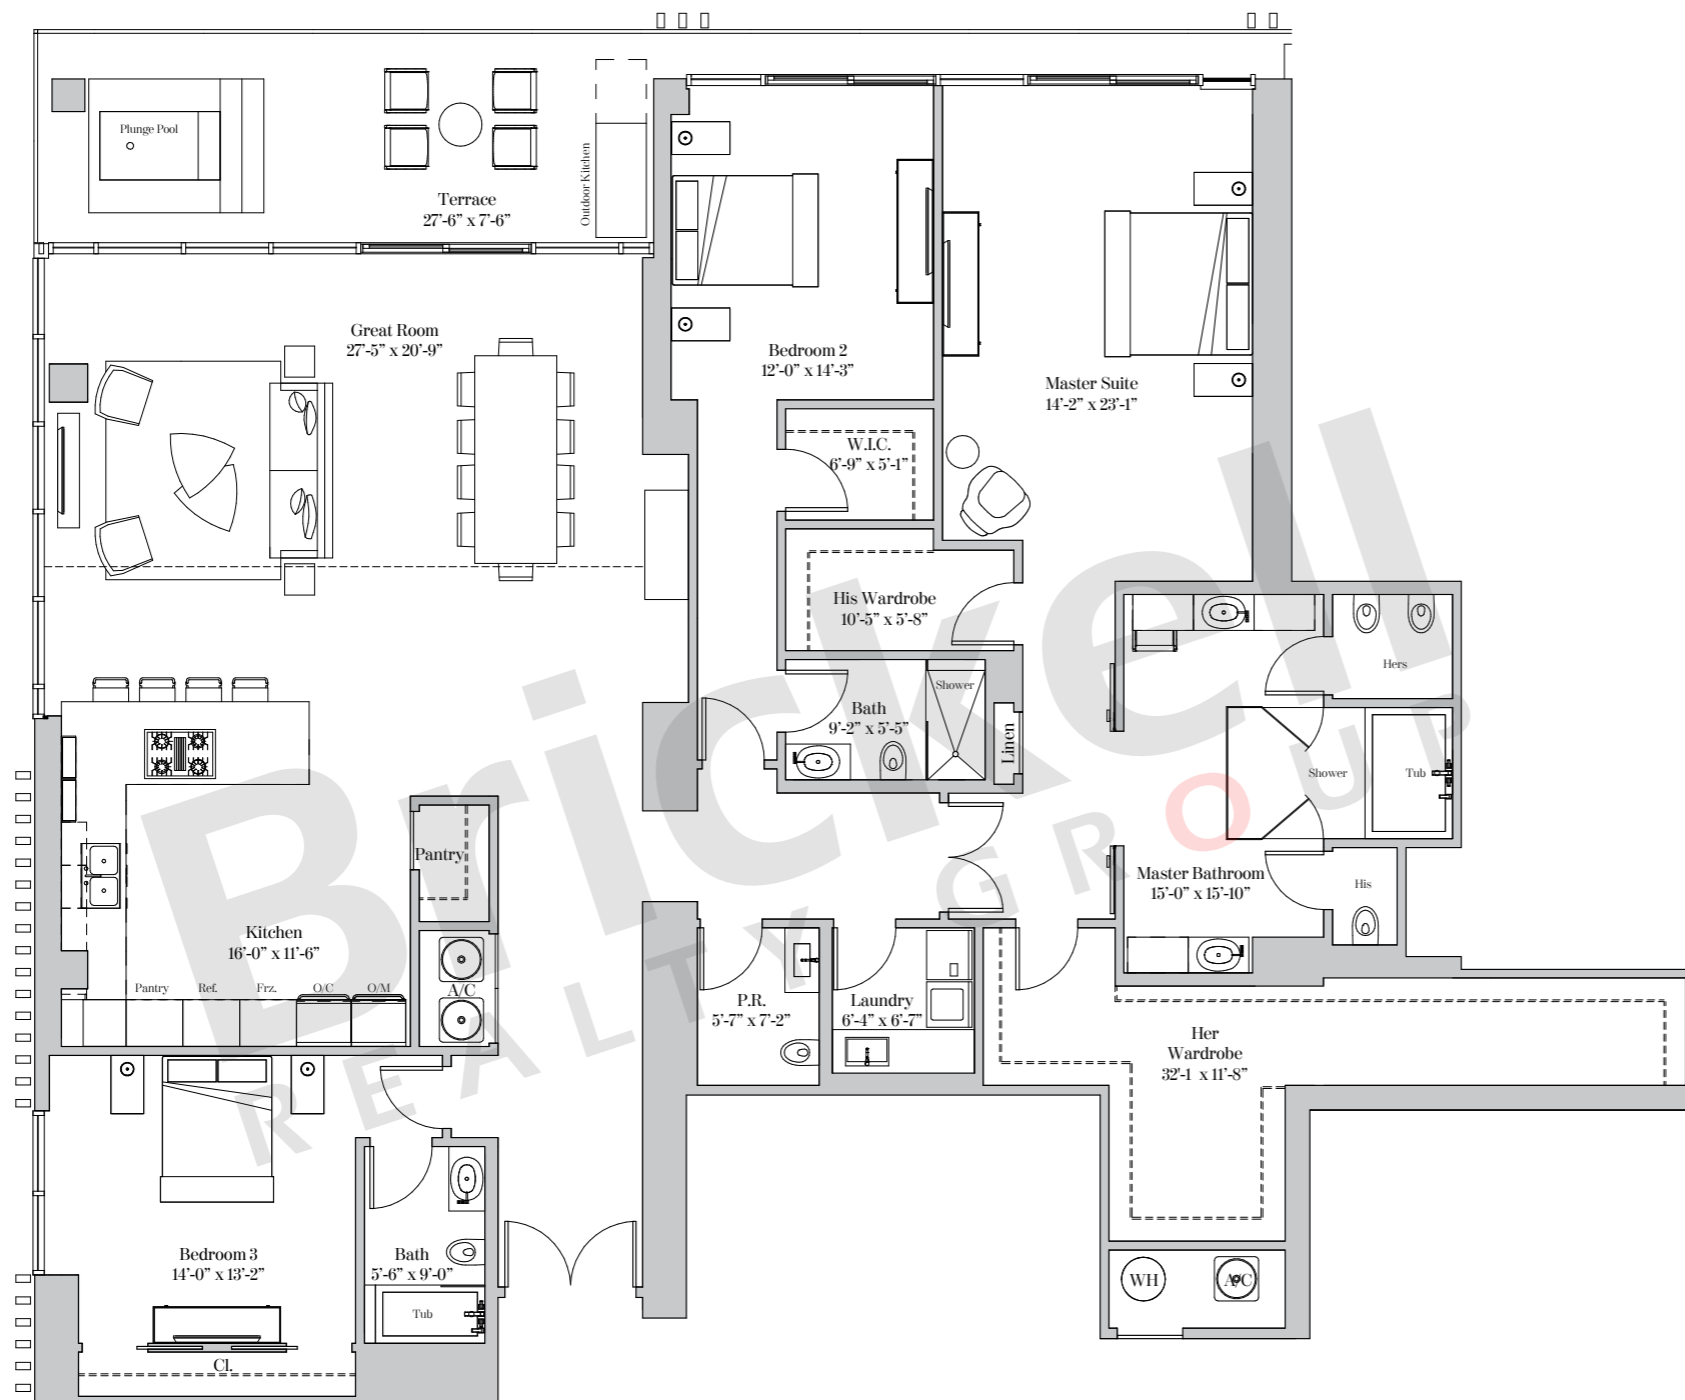 Plunge Pool
Terrace
27'-6" x 7'-6"
Outdoor Kitchen
Great Room
27'-5" x 20'-9"
Bedroom 2
12'-0" x 14'-3"
Master Suite
14'-2" x 23'-1"
W.I.C.
6'-9" x 5'-1"
His Wardrobe
10'-5" x 5'-8"
Bath
9'-2" x 5'-5"
Shower
Linen
Hers
Shower
Tub
Master Bathroom
15'-0" x 15'-10"
His
Pantry
Kitchen
16'-0" x 11'-6"
Pantry
Ref.
Frz.
O/C
O/M
A/C
P.R.
5'-7" x 7'-2"
Laundry
6'-4" x 6'-7"
Her
Wardrobe
32'-1 x 11'-8"
Bedroom 3
14'-0" x 13'-2"
Bath
5'-6" x 9'-0"
Tub
Cl.
WH
A/C
Brickell
REALTY GROUP